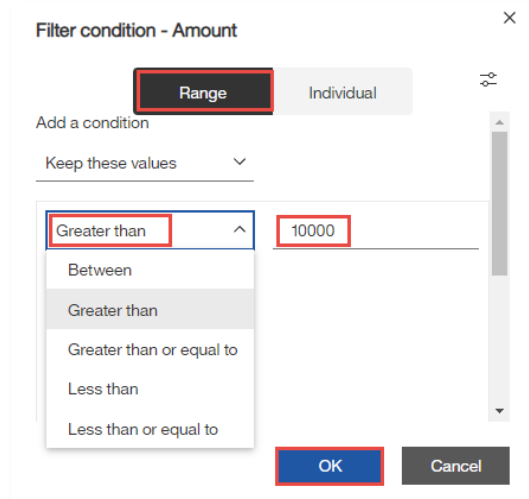 Filter condition - Amount
Range Individual
Add a condition
Keep these values
Greater than 10000
Between
Greater than
Greater than or equal to
Less than
Less than or equal to
OK Cancel